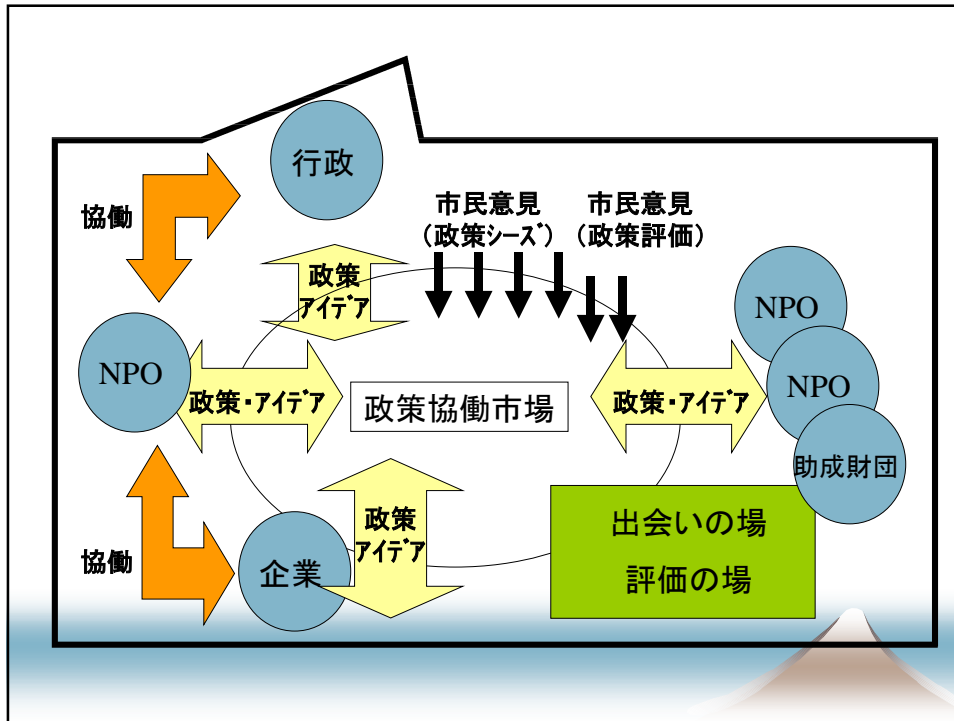 行政
協働
市民意見
(政策シーズ)
市民意見
(政策評価)
政策
アイデア
NPO
NPO
政策・アイデア
政策協働市場
政策・アイデア
NPO
助成財団
政策
アイデア
出会いの場
評価の場
協働
企業